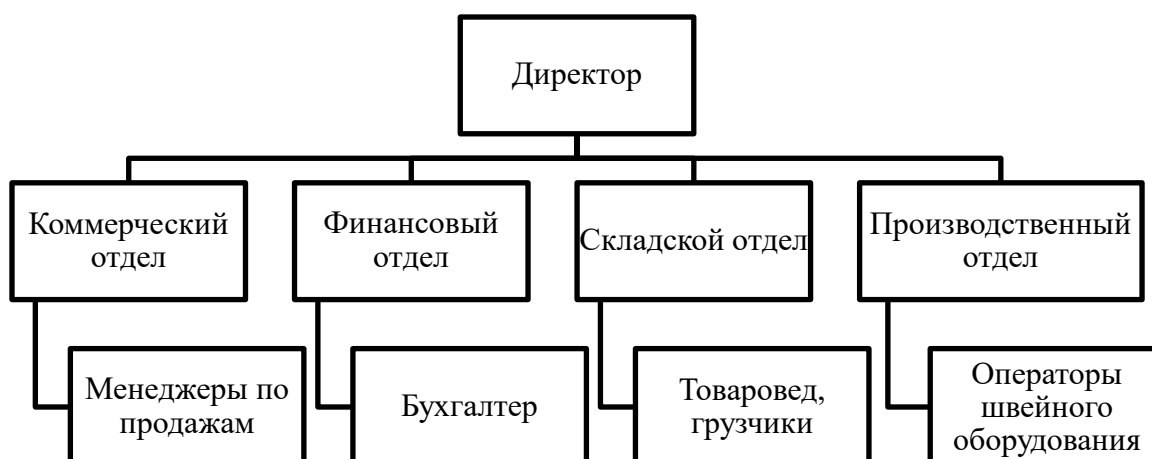 Директор
Коммерческий
отдел
Финансовый
отдел
Складской отдел
Производственный
отдел
Менеджеры по
продажам
Бухгалтер
Товаровед,
грузчики
Операторы
швейного
оборудования